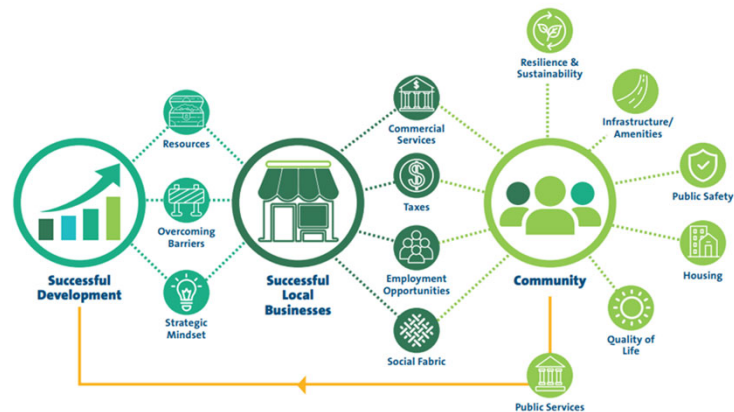 Resilience &
Sustainability
Infrastructure/
Amenities
Resources
$
Commercial
Services
Public Safety
Overcoming
Barriers
$
Taxes
Successful
Development
Successful
Local
Businesses
Employment
Opportunities
Community
Housing
Strategic
Mindset
Quality of
Life
Social Fabric
Public Services